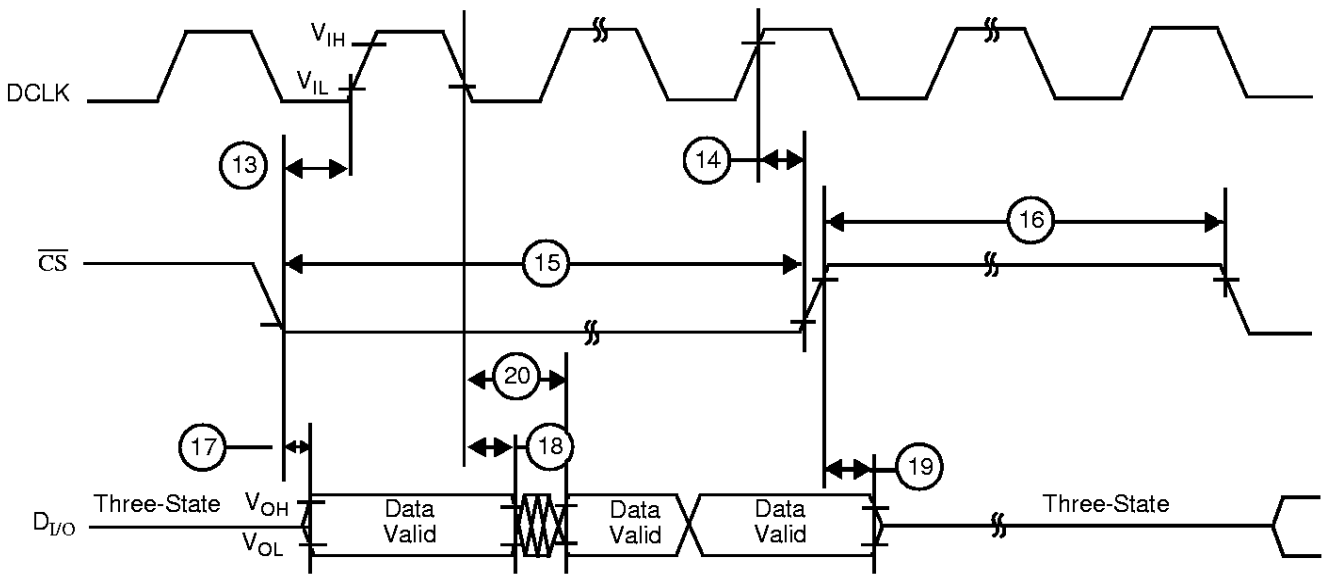 V_IH
V_IL
DCLK
13
14
16
C̅S̅
15
20
17
18
19
Three-State
V_OH
Data
Valid
Data
Valid
Data
Valid
Three-State
D_I/O
V_OL